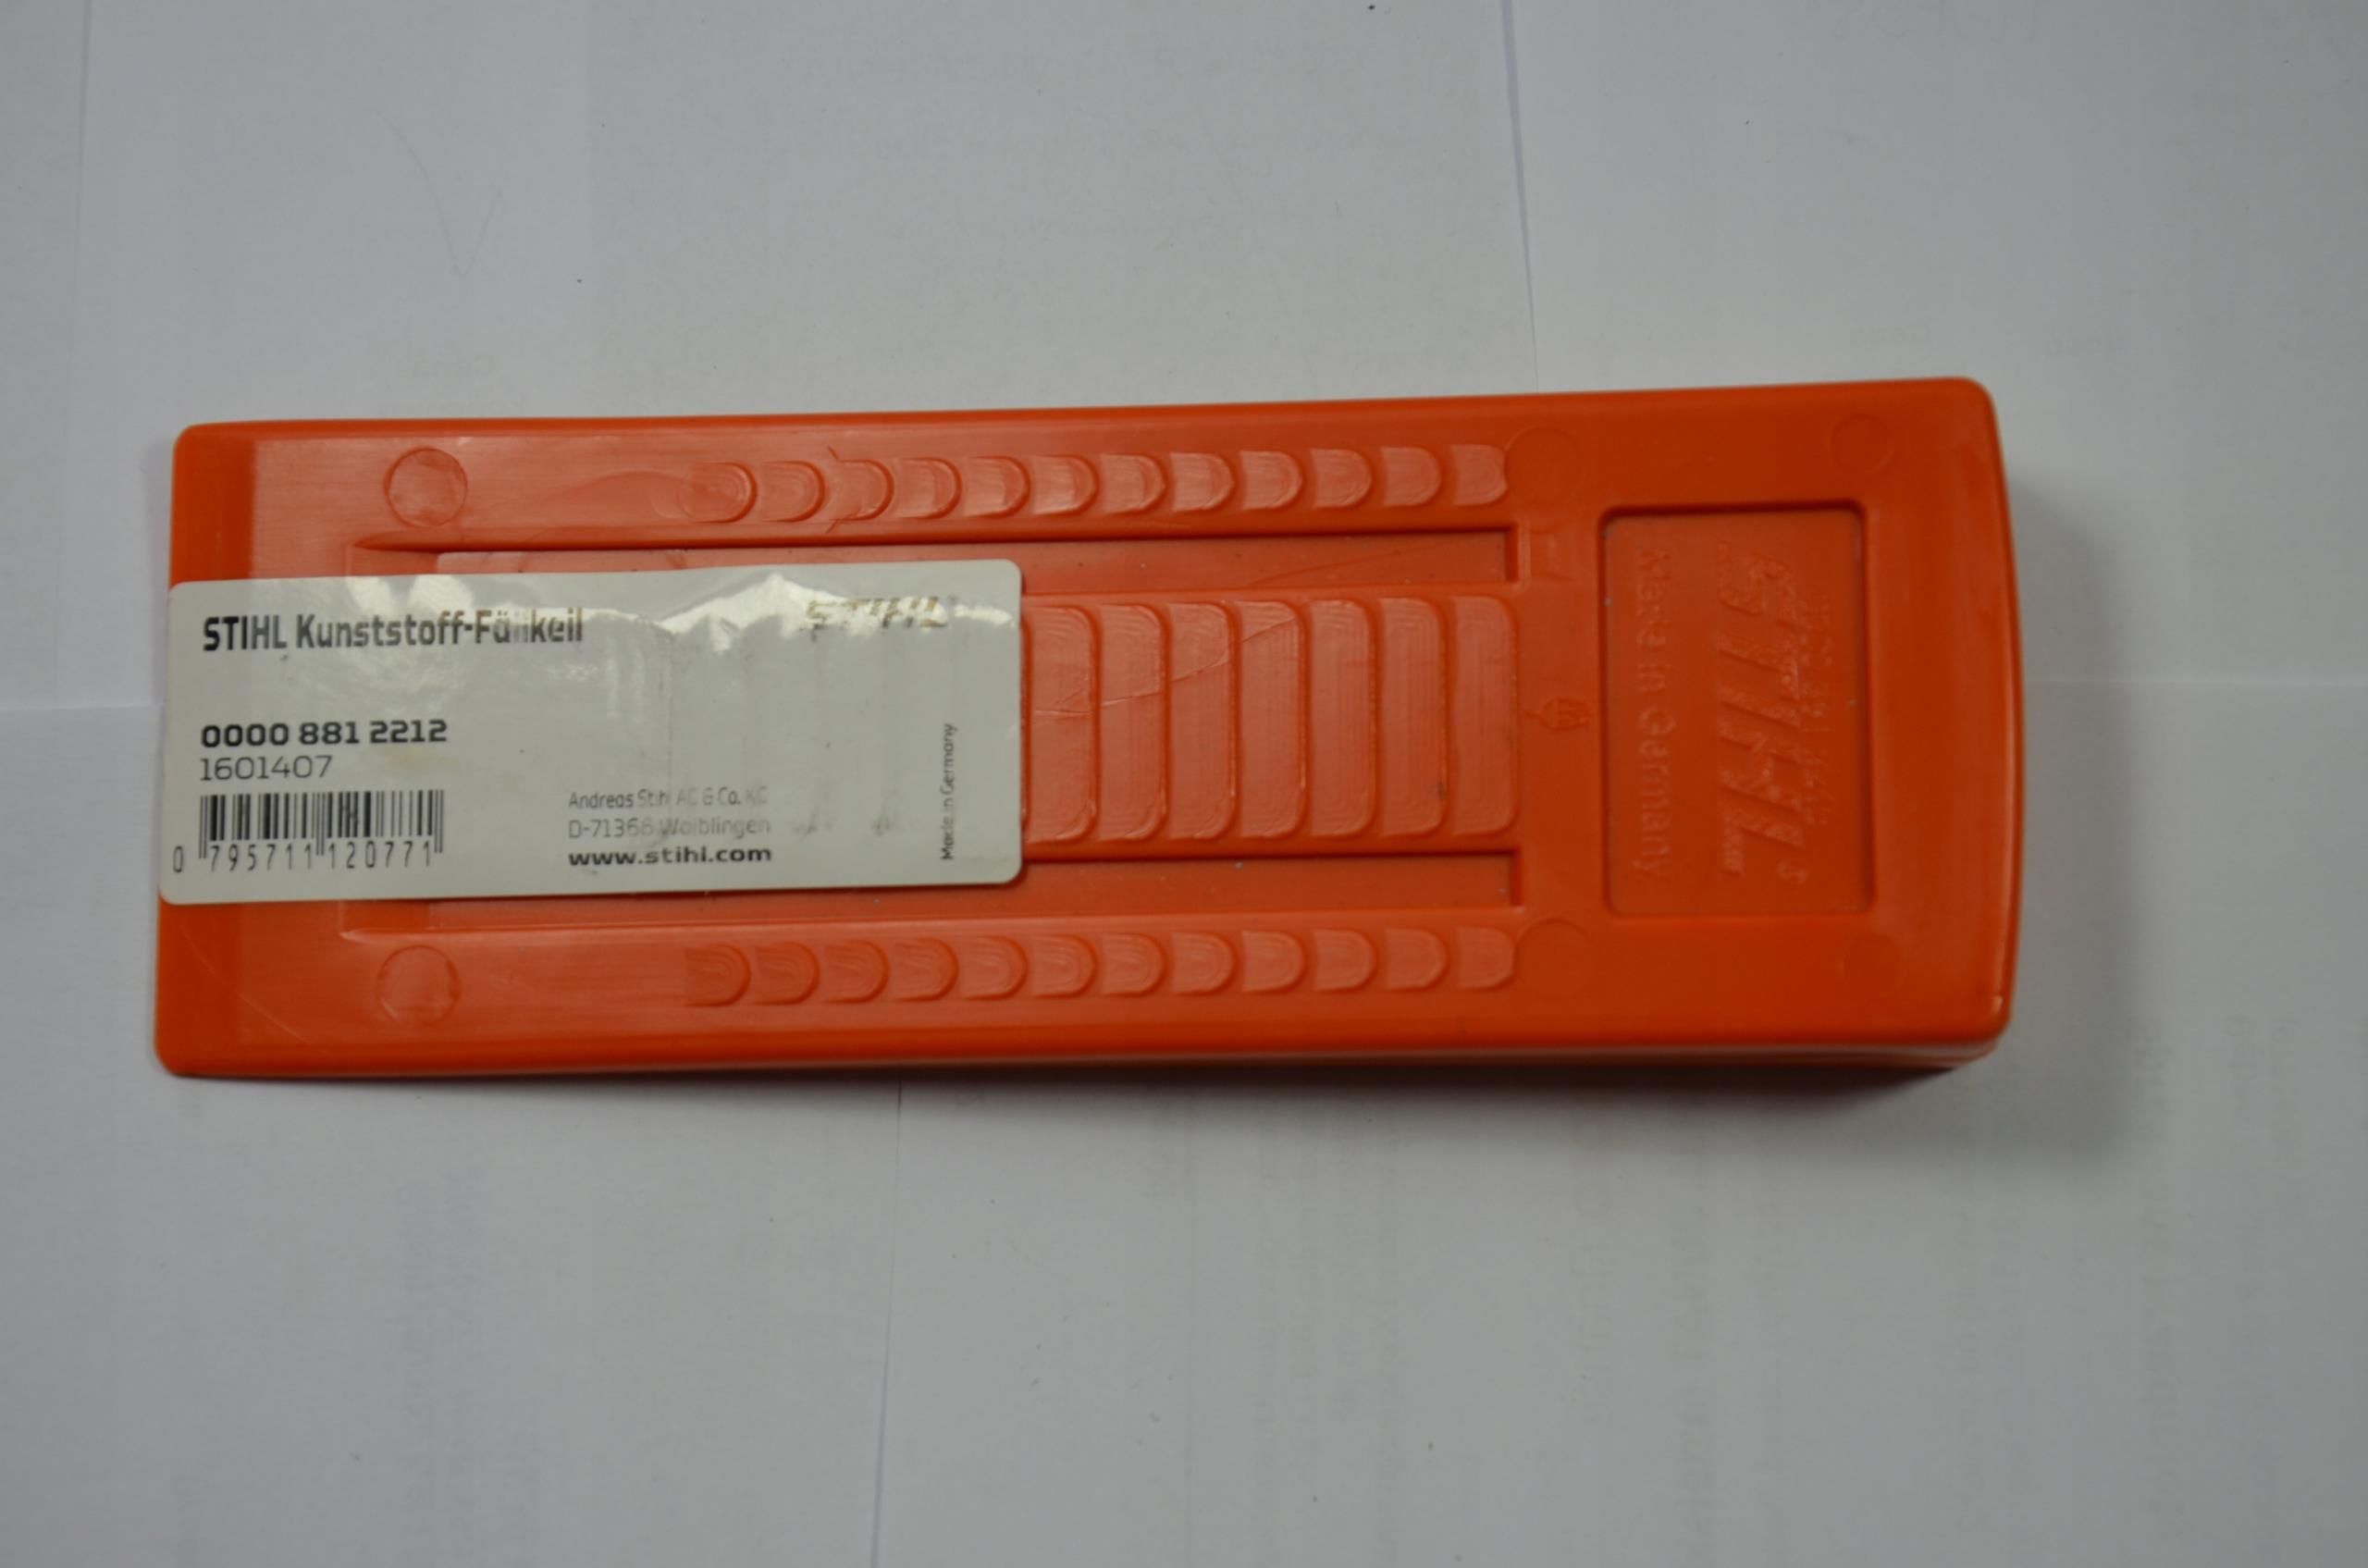 STIHL Kunststoff-Fällkeil
STIHL
0000 881 2212
1601407
0 795711 120771
Andreas Stihl AG & Co. KG
D-71368 Waiblingen
www.stihl.com
Made in Germany
STIHL
Made in Germany